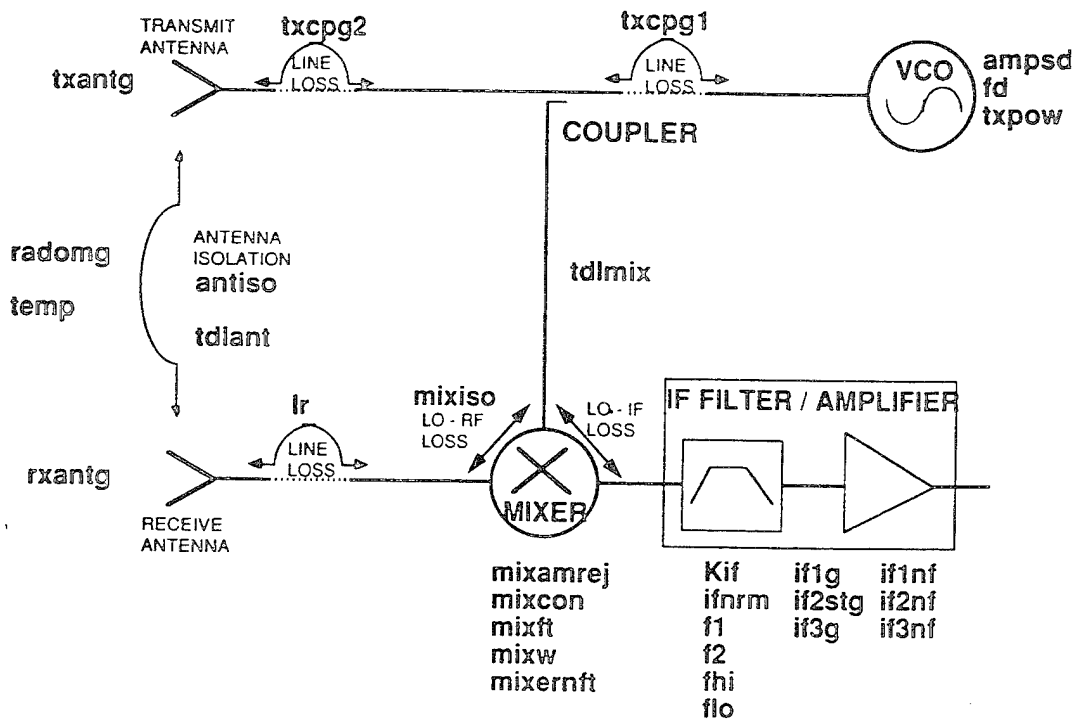 TRANSMIT
ANTENNA
txantg
txcpg2
LINE
LOSS
txcpg1
LINE
LOSS
VCO
ampsd
fd
txpow
COUPLER
radomg
temp
ANTENNA
ISOLATION
antiso
tdlant
tdlmix
rxantg
RECEIVE
ANTENNA
lr
LINE
LOSS
mixiso
LO - RF
LOSS
LO - IF
LOSS
MIXER
IF FILTER / AMPLIFIER
mixamrej
mixcon
mixft
mixw
mixernft
Kif
ifnrm
f1
f2
fhi
flo
if1g
if2stg
if3g
if1nf
if2nf
if3nf